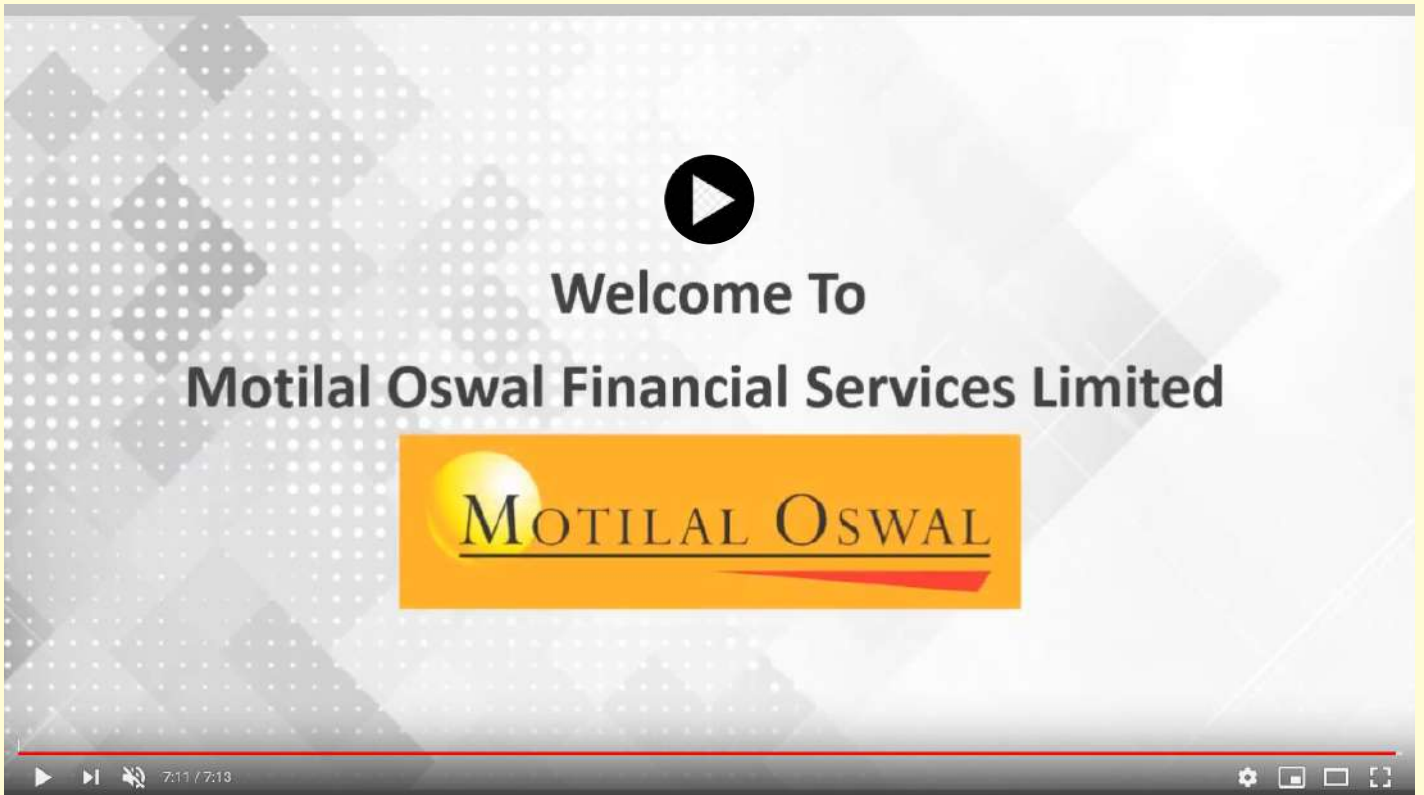 Welcome To
Motilal Oswal Financial Services Limited
MOTILAL OSWAL
7:11 / 7:13